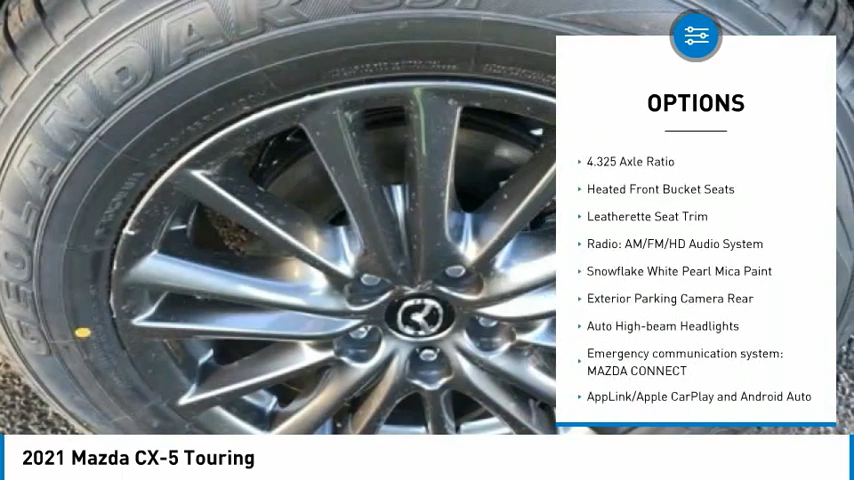 GEOLANDAR
OPTIONS
4.325 Axle Ratio
Heated Front Bucket Seats
Leatherette Seat Trim
Radio: AM/FM/HD Audio System
Snowflake White Pearl Mica Paint
Exterior Parking Camera Rear
Auto High-beam Headlights
Emergency communication system:
MAZDA CONNECT
AppLink/Apple CarPlay and Android Auto
2021 Mazda CX-5 Touring